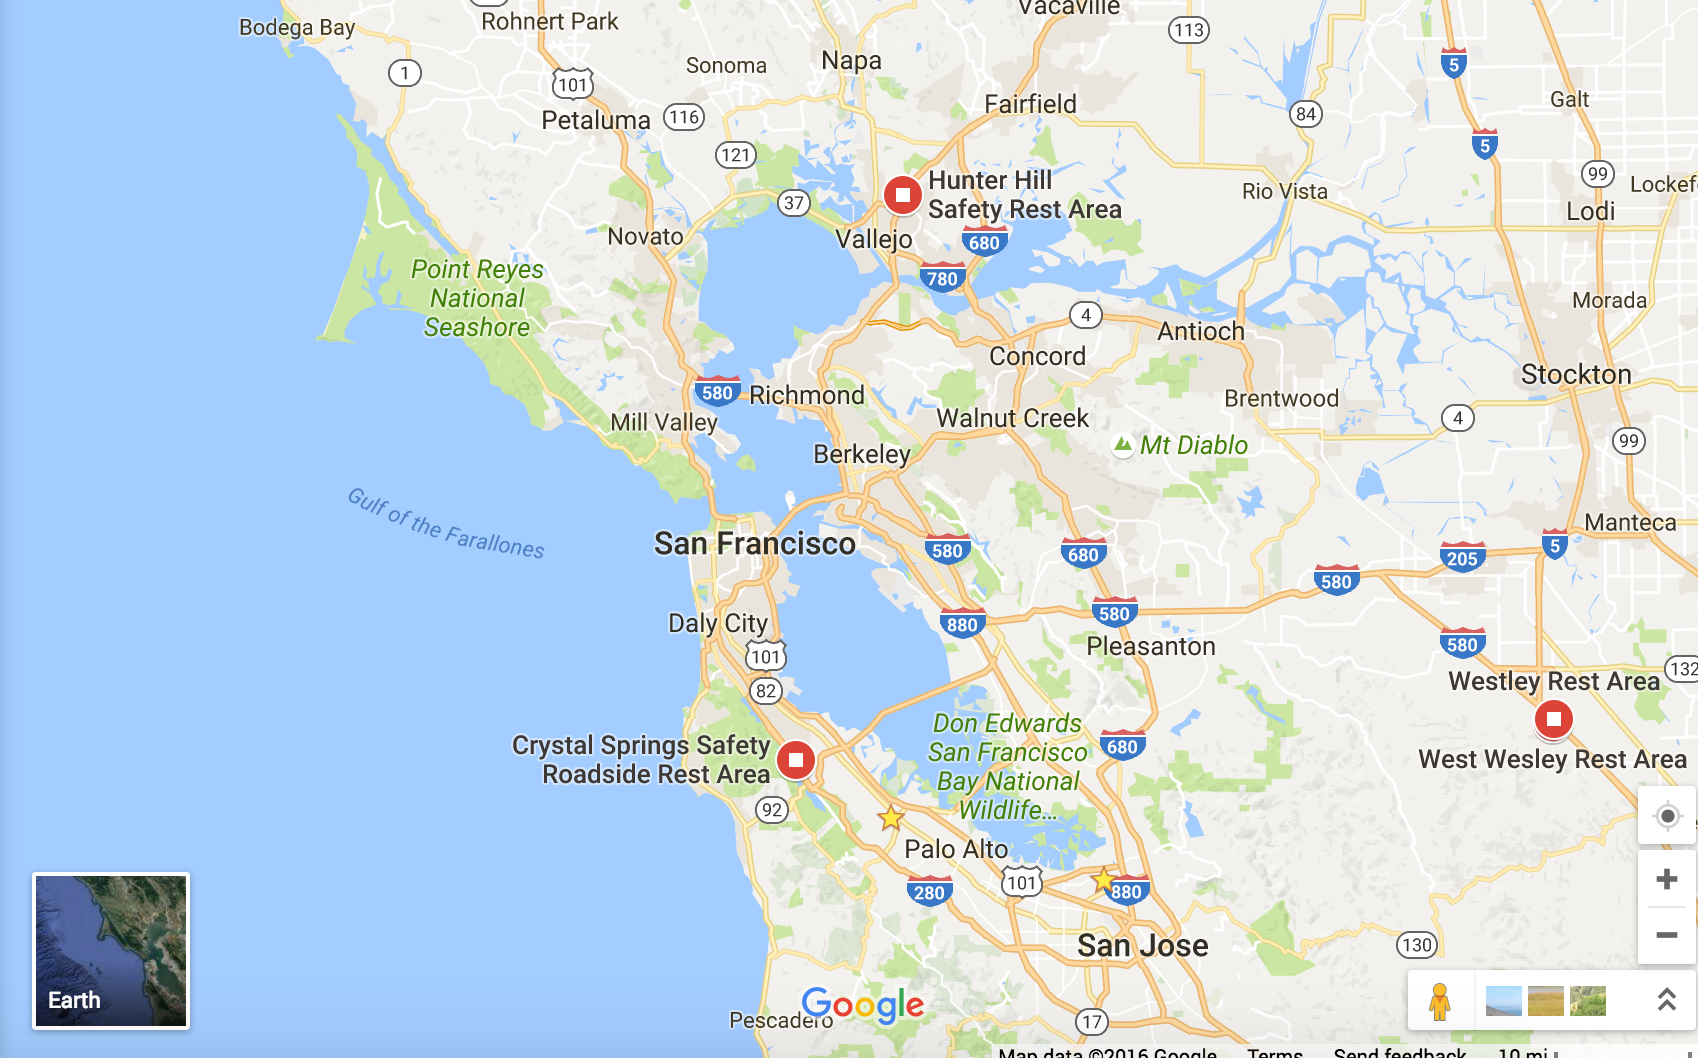 Vacaville
Rohnert Park
Bodega Bay
113
Napa
Sonoma
5
1
101
Galt
Fairfield
84
Petaluma
116
5
121
99
Hunter Hill
Safety Rest Area
Lockef
Rio Vista
37
Lodi
Novato
Vallejo
680
Point Reyes
National
Seashore
780
Morada
4
Antioch
Concord
Stockton
580
Richmond
Brentwood
Mill Valley
Walnut Creek
4
Mt Diablo
99
Berkeley
Gulf of the Farallones
Manteca
San Francisco
580
680
205
5
580
Daly City
880
580
Pleasanton
580
101
132
82
Westley Rest Area
Don Edwards
San Francisco
Bay National
Wildlife...
680
Crystal Springs Safety
Roadside Rest Area
West Wesley Rest Area
92
Palo Alto
280
101
880
San Jose
130
Earth
Google
Pescadero
17
Map data ©2016 Google
Terms
Send feedback
10 mi